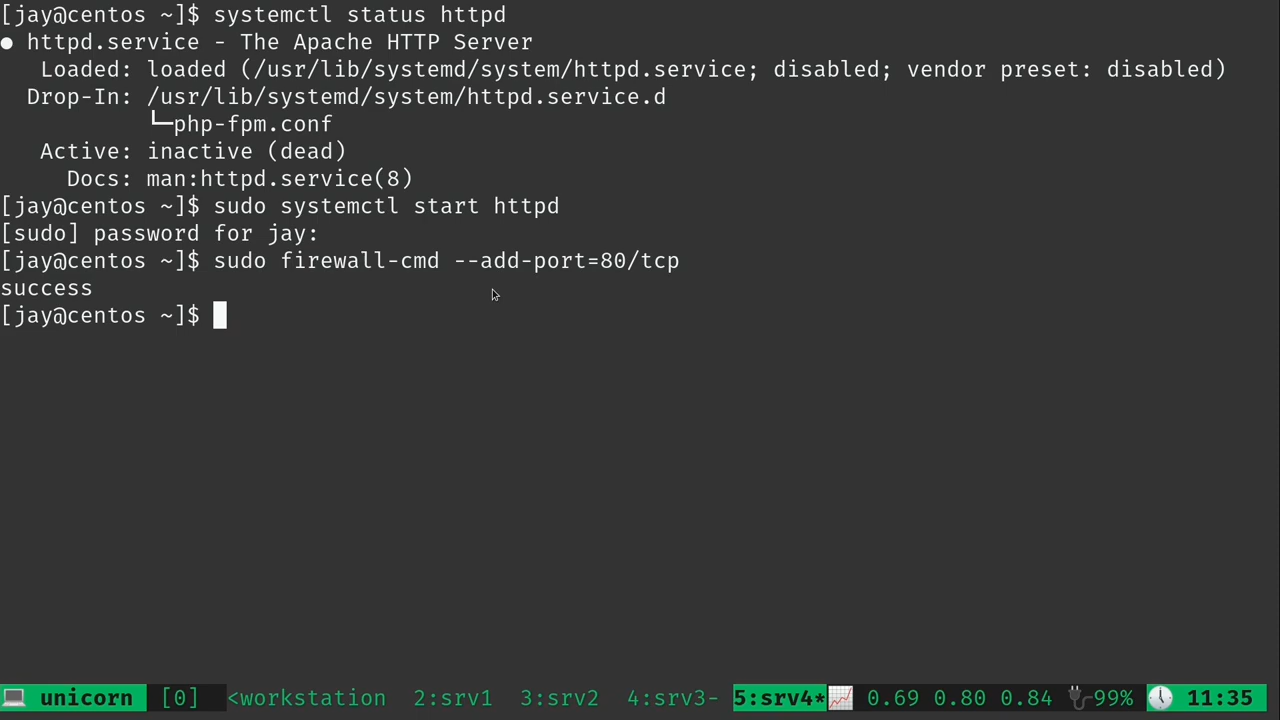 [jay@centos ~]$ systemctl status httpd
● httpd.service - The Apache HTTP Server
   Loaded: loaded (/usr/lib/systemd/system/httpd.service; disabled; vendor preset: disabled)
  Drop-In: /usr/lib/systemd/system/httpd.service.d
           └─php-fpm.conf
   Active: inactive (dead)
     Docs: man:httpd.service(8)
[jay@centos ~]$ sudo systemctl start httpd
[sudo] password for jay:
[jay@centos ~]$ sudo firewall-cmd --add-port=80/tcp
success
[jay@centos ~]$
unicorn [0] <workstation 2:srv1 3:srv2 4:srv3- 5:srv4* 0.69 0.80 0.84 99% 11:35